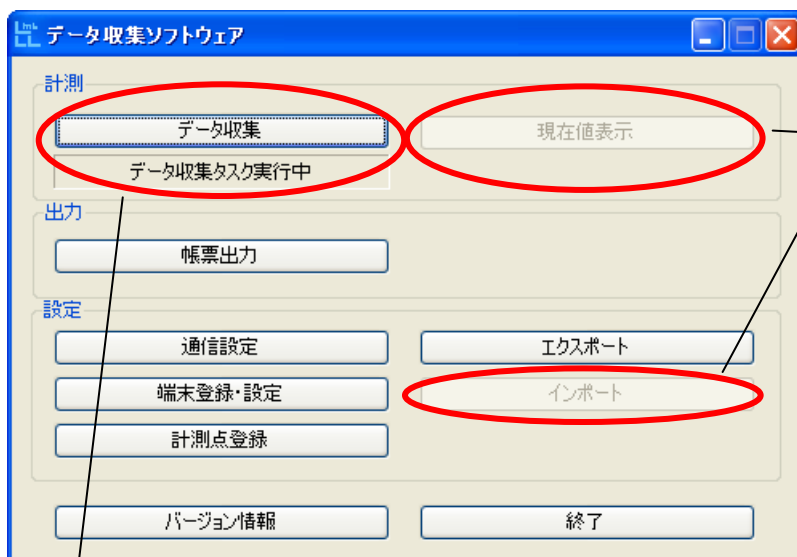 データ収集ソフトウェア
計測
データ収集
現在値表示
データ収集タスク実行中
出力
帳票出力
設定
通信設定
エクスポート
端末登録・設定
インポート
計測点登録
バージョン情報
終了